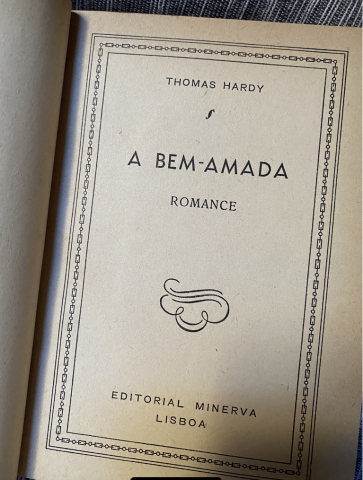 THOMAS HARDY
A BEM-AMADA
ROMANCE
EDITORIAL MINERVA
LISBOA